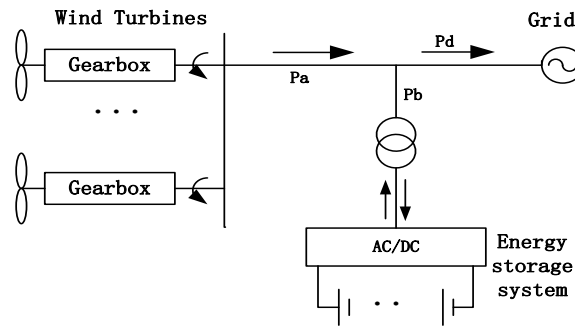 Wind Turbines
Grid
Gearbox
Pa
Pd
Pb
. . .
Gearbox
AC/DC
Energy
storage
system
. .